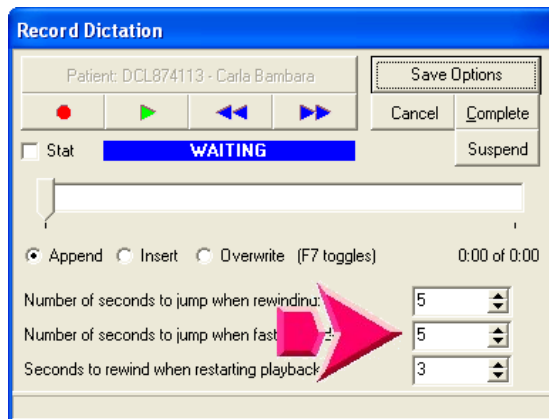 Record Dictation
Patient: DCL874113 - Carla Bambara
Save Options
Cancel Complete
Stat WAITING Suspend
Append Insert Overwrite (F7 toggles) 0:00 of 0:00
Number of seconds to jump when rewinding: 5
Number of seconds to jump when fast 5
Seconds to rewind when restarting playback 3